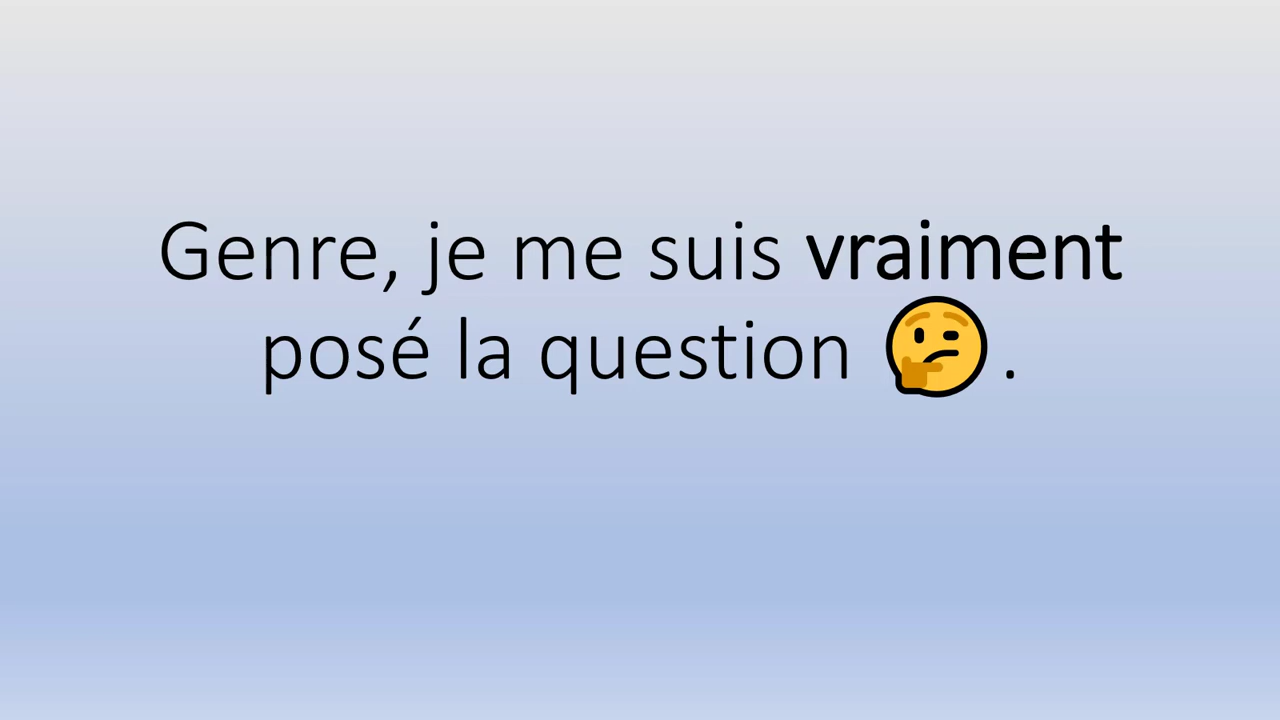 Genre, je me suis vraiment
posé la question 🤔.